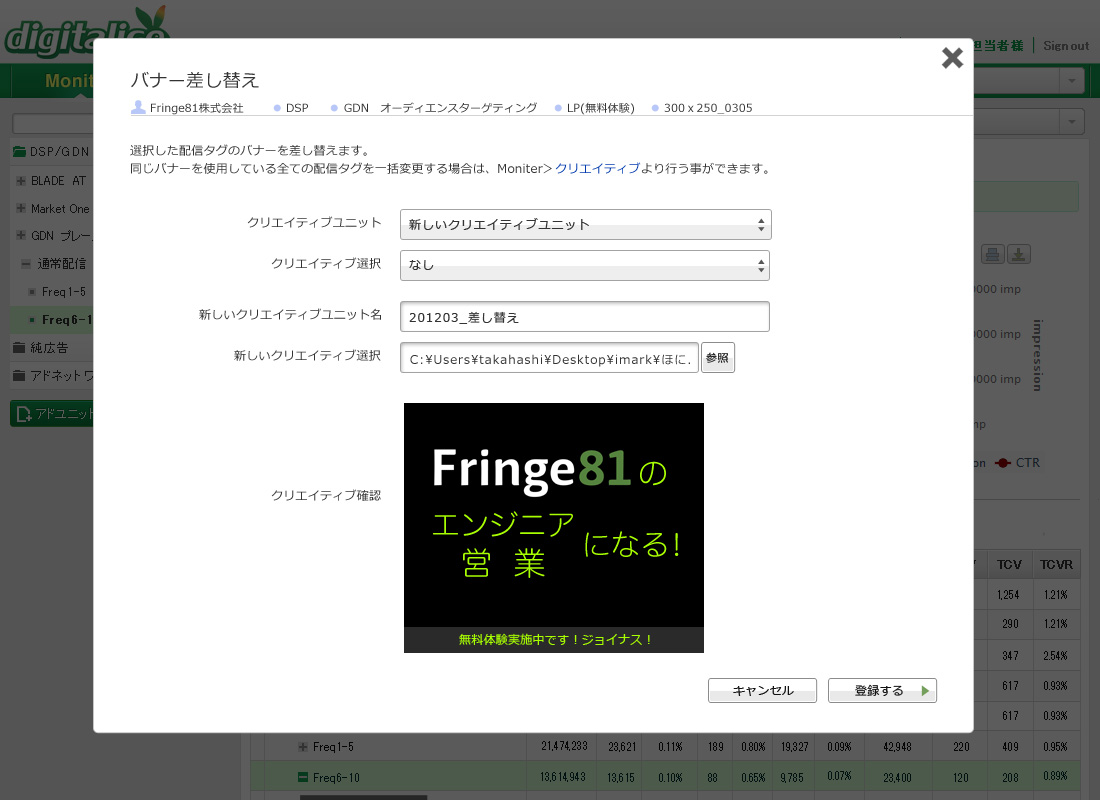 digitalice
担当者様 Sign out
Monit
バナー差し替え
Fringe81株式会社 DSP GDN オーディエンスターゲティング LP(無料体験) 300 x 250_0305
選択した配信タグのバナーを差し替えます。
同じバナーを使用している全ての配信タグを一括変更する場合は、Moniter>クリエイティブより行う事ができます。
DSP/GDN
BLADE AT
Market One
GDN プレー
通常配信
Freq1-5
Freq6-1
純広告
アドネットワ
アドユニット
クリエイティブユニット 新しいクリエイティブユニット
クリエイティブ選択 なし
新しいクリエイティブユニット名 201203_差し替え
新しいクリエイティブ選択 C:¥Users¥takahashi¥Desktop¥imark¥ほに. 参照
クリエイティブ確認
Fringe81の
エンジニア
営業
になる!
無料体験実施中です！ジョイナス！
キャンセル 登録する
0000 imp
0000 imp
0000 imp
mp
impression
on CTR
TCV TCVR
1,254 1.21%
290 1.21%
347 2.54%
617 0.93%
617 0.93%
Freq1-5 21,474,233 23,621 0.11% 189 0.80% 19,327 0.09% 42,948 220 409 0.95%
Freq6-10 13,614,943 13,615 0.10% 88 0.65% 9,785 0.07% 23,400 120 208 0.89%